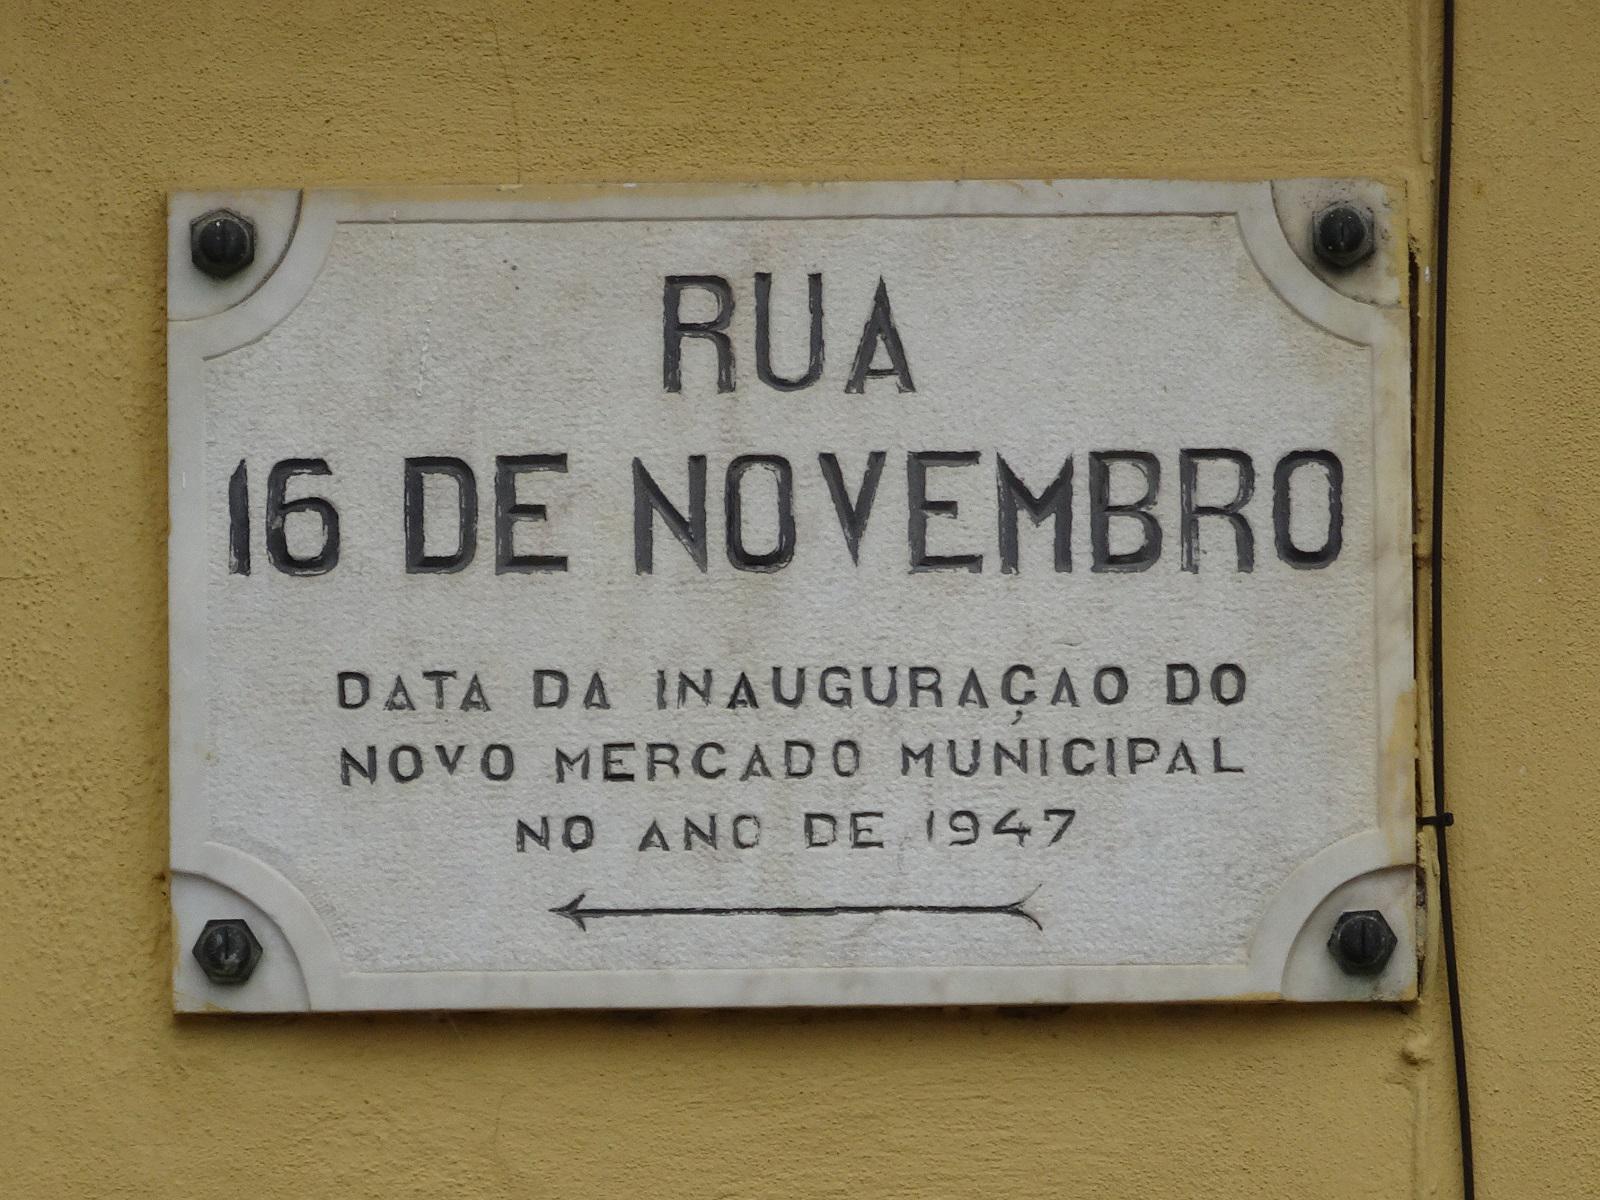 RUA
16 DE NOVEMBRO
DATA DA INAUGURAÇAO DO
NOVO MERCADO MUNICIPAL
NO ANO DE 1947